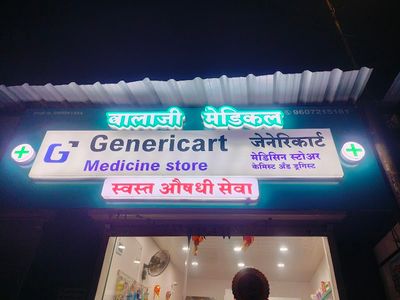 बालाजी मेडिकल
9607215181
Genericart जेनेरिकार्ट
Medicine store मेडिसिन स्टोअर
केमिस्ट अँड ड्रगिस्ट
स्वस्त औषधी सेवा